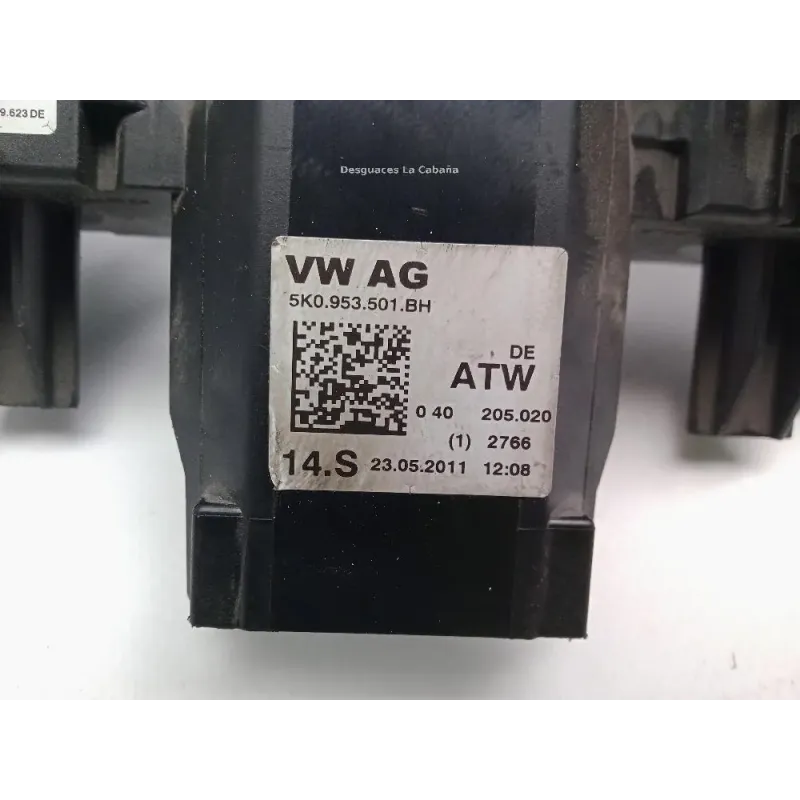 9.623 DE
Desguaces La Cabaña
VW AG
5K0.953.501.BH
DE
ATW
0 40 205.020
(1) 2766
14.S 23.05.2011 12:08